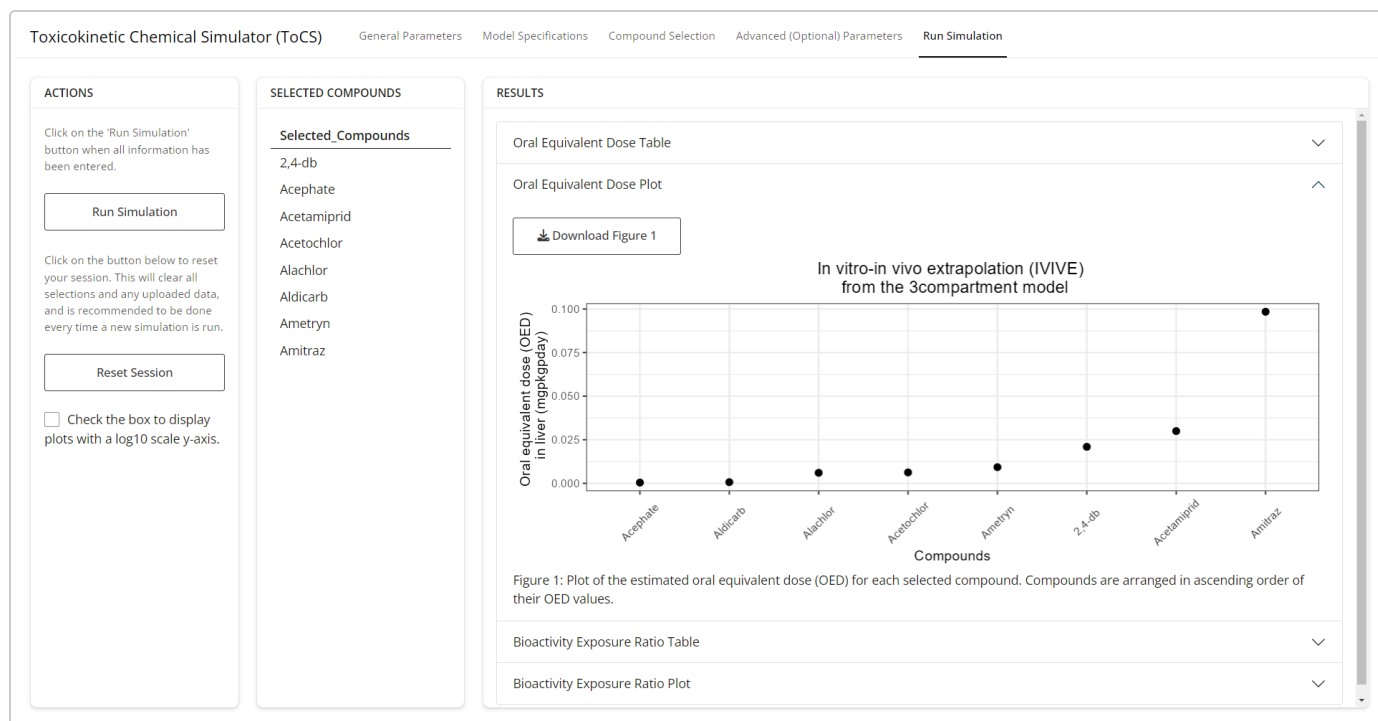 Toxicokinetic Chemical Simulator (ToCS)
General Parameters
Model Specifications
Compound Selection
Advanced (Optional) Parameters
Run Simulation
ACTIONS
Click on the 'Run Simulation'
button when all information has
been entered.
Run Simulation
Click on the button below to reset
your session. This will clear all
selections and any uploaded data,
and is recommended to be done
every time a new simulation is run.
Reset Session
Check the box to display
plots with a log10 scale y-axis.
SELECTED COMPOUNDS
Selected_Compounds
2,4-db
Acephate
Acetamiprid
Acetochlor
Alachlor
Aldicarb
Ametryn
Amitraz
RESULTS
Oral Equivalent Dose Table
Oral Equivalent Dose Plot
Download Figure 1
In vitro-in vivo extrapolation (IVIVE)
from the 3compartment model
Oral equivalent dose (OED)
in liver (mgpkgpday)
0.100
0.075
0.050
0.025
0.000
Acephate
Aldicarb
Alachlor
Acetochlor
Ametryn
2,4-db
Acetamiprid
Amitraz
Compounds
Figure 1: Plot of the estimated oral equivalent dose (OED) for each selected compound. Compounds are arranged in ascending order of
their OED values.
Bioactivity Exposure Ratio Table
Bioactivity Exposure Ratio Plot